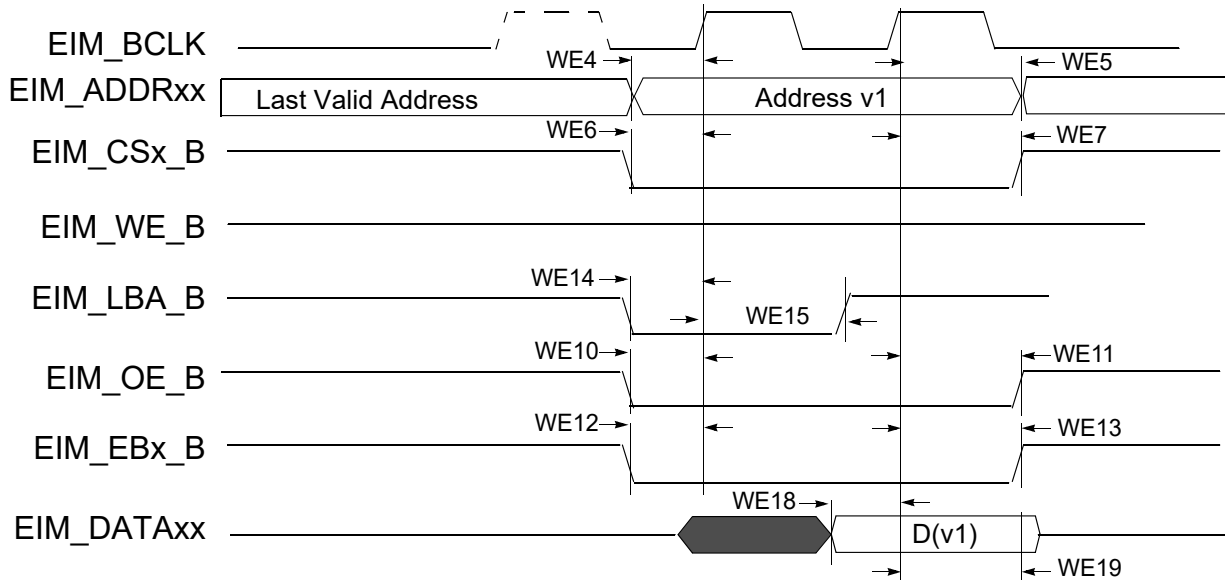 EIM_BCLK
WE4
WE5
EIM_ADDRxx
Last Valid Address
Address v1
WE6
WE7
EIM_CSx_B
EIM_WE_B
WE14
EIM_LBA_B
WE15
WE10
WE11
EIM_OE_B
WE12
WE13
EIM_EBx_B
WE18
EIM_DATAxx
D(v1)
WE19